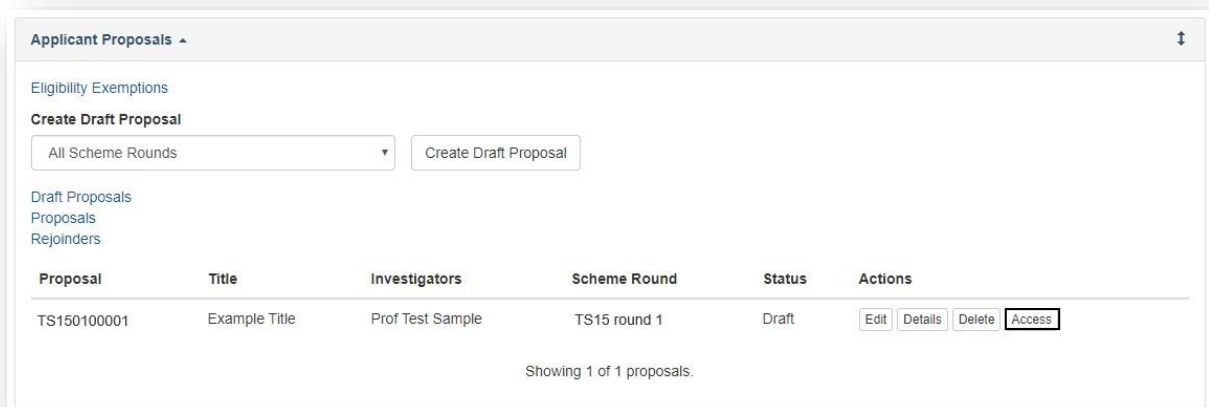 Applicant Proposals
Eligibility Exemptions
Create Draft Proposal
All Scheme Rounds Create Draft Proposal
Draft Proposals
Proposals
Rejoinders
Proposal Title Investigators Scheme Round Status Actions
TS150100001 Example Title Prof Test Sample TS15 round 1 Draft Edit Details Delete Access
Showing 1 of 1 proposals.